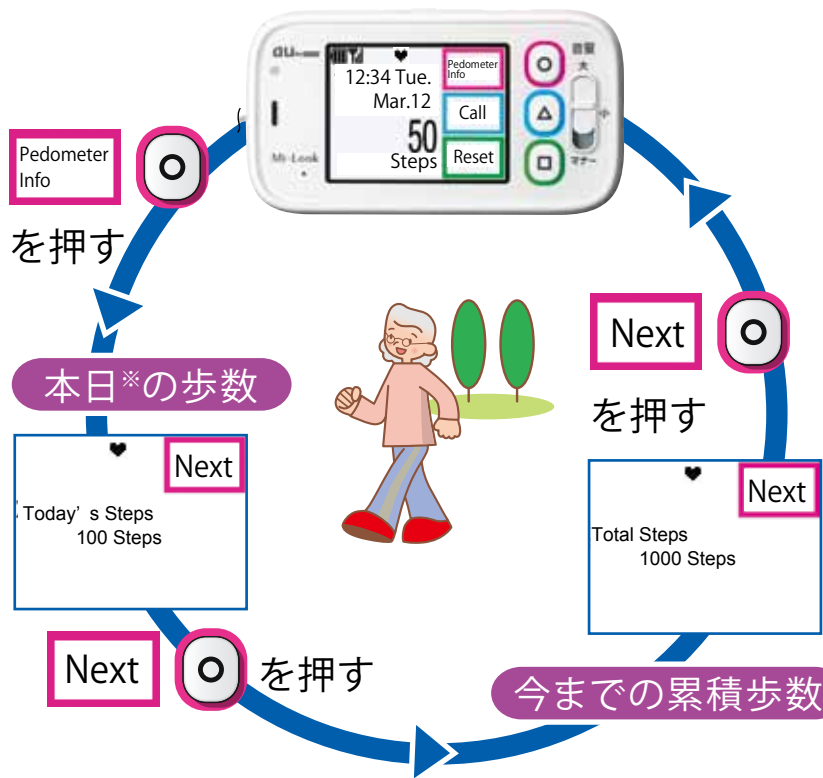 au
12:34 Tue.
Mar.12
50
Steps
Pedometer
Info
Call
Reset
音量
大
小
マナー
Mi-Look
Pedometer
Info
を押す
本日※の歩数
Next
Today’s Steps
100 Steps
Next
を押す
今までの累積歩数
Next
Total Steps
1000 Steps
Next
を押す